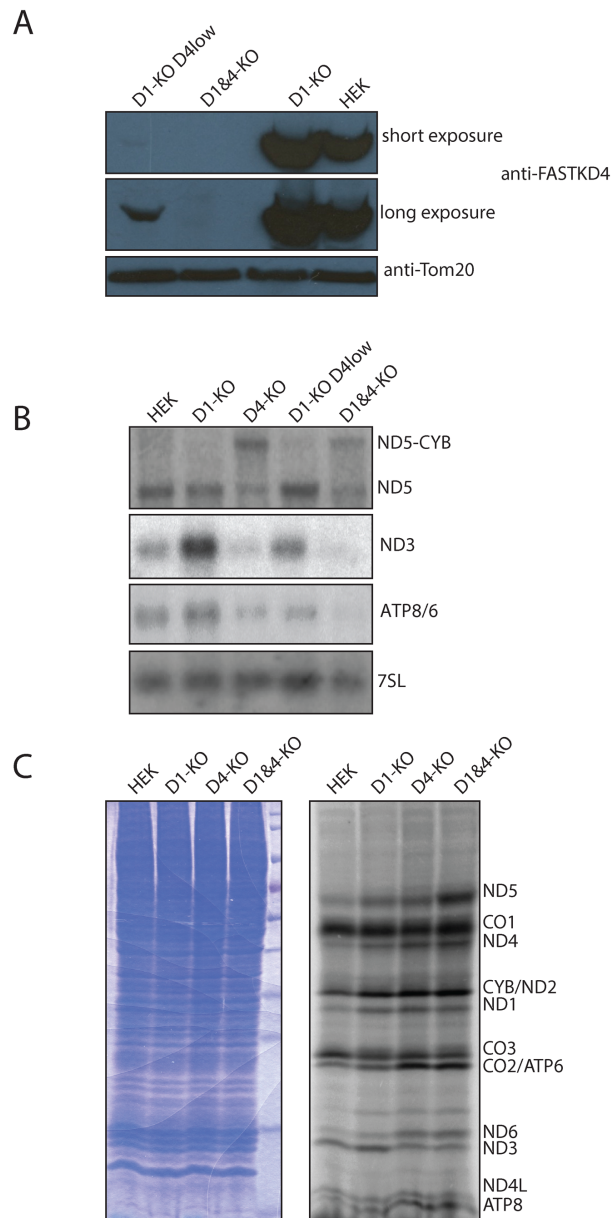 A
D1-KO D4low
D1&4-KO
D1-KO
HEK
short exposure
anti-FASTKD4
long exposure
anti-Tom20
B
HEK
D1-KO
D4-KO
D1-KO D4low
D1&4-KO
ND5-CYB
ND5
ND3
ATP8/6
7SL
C
HEK
D1-KO
D4-KO
D1&4-KO
HEK
D1-KO
D4-KO
D1&4-KO
ND5
CO1
ND4
CYB/ND2
ND1
CO3
CO2/ATP6
ND6
ND3
ND4L
ATP8